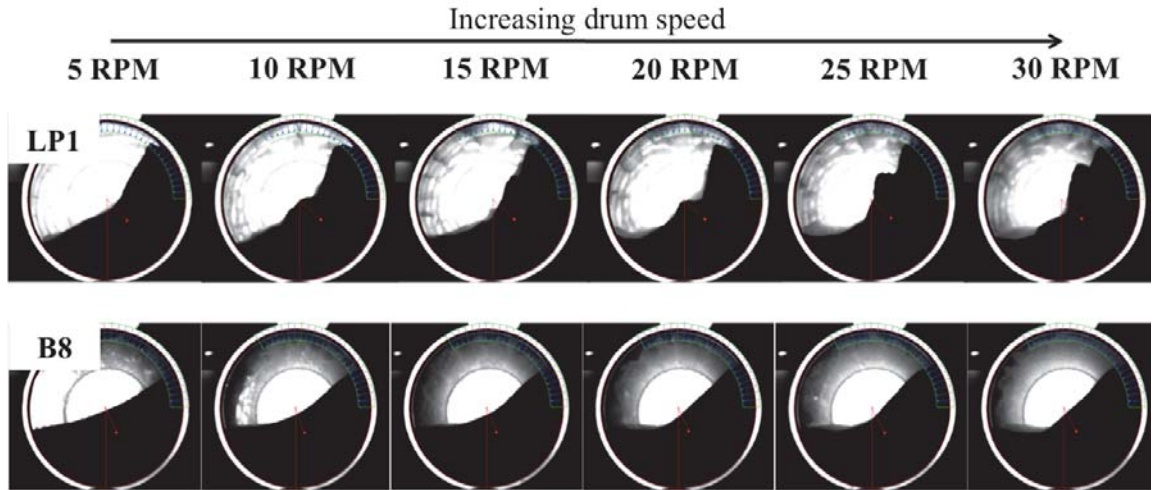 Increasing drum speed
5 RPM 10 RPM 15 RPM 20 RPM 25 RPM 30 RPM
LP1
B8